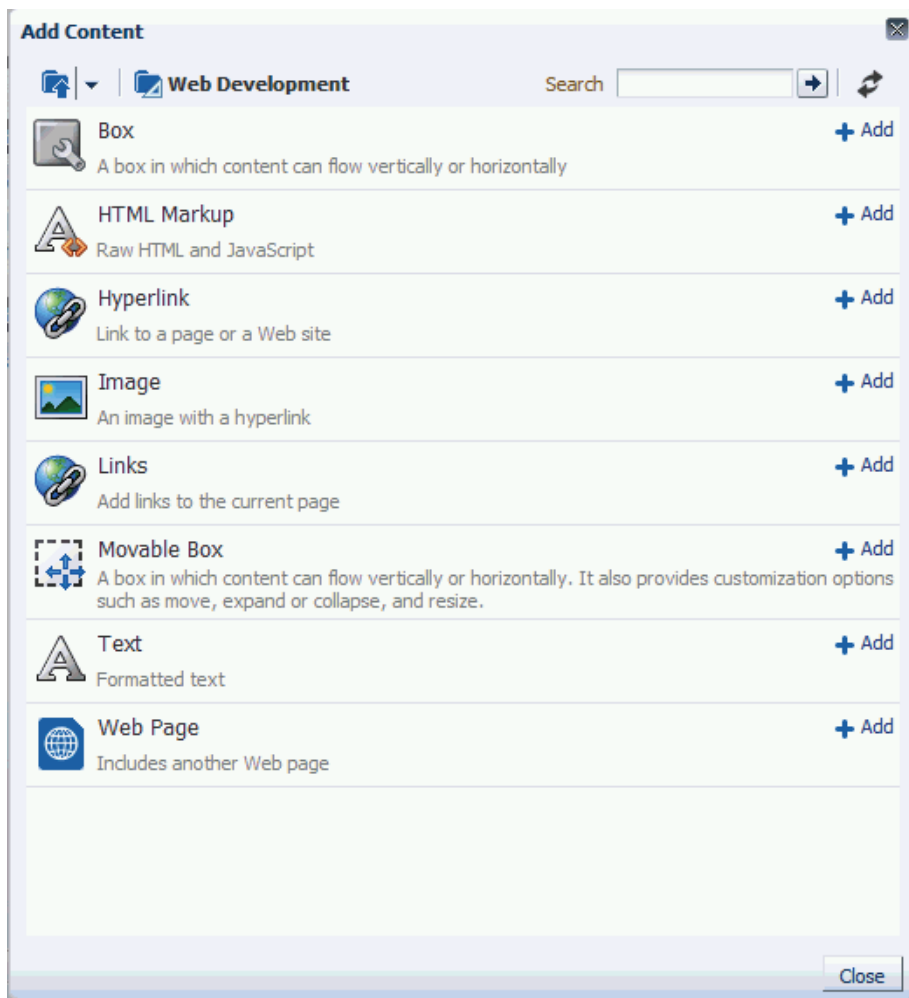 Add Content
Web Development
Search
Box
Add
A box in which content can flow vertically or horizontally
HTML Markup
Add
Raw HTML and JavaScript
Hyperlink
Add
Link to a page or a Web site
Image
Add
An image with a hyperlink
Links
Add
Add links to the current page
Movable Box
Add
A box in which content can flow vertically or horizontally. It also provides customization options
such as move, expand or collapse, and resize.
Text
Add
Formatted text
Web Page
Add
Includes another Web page
Close